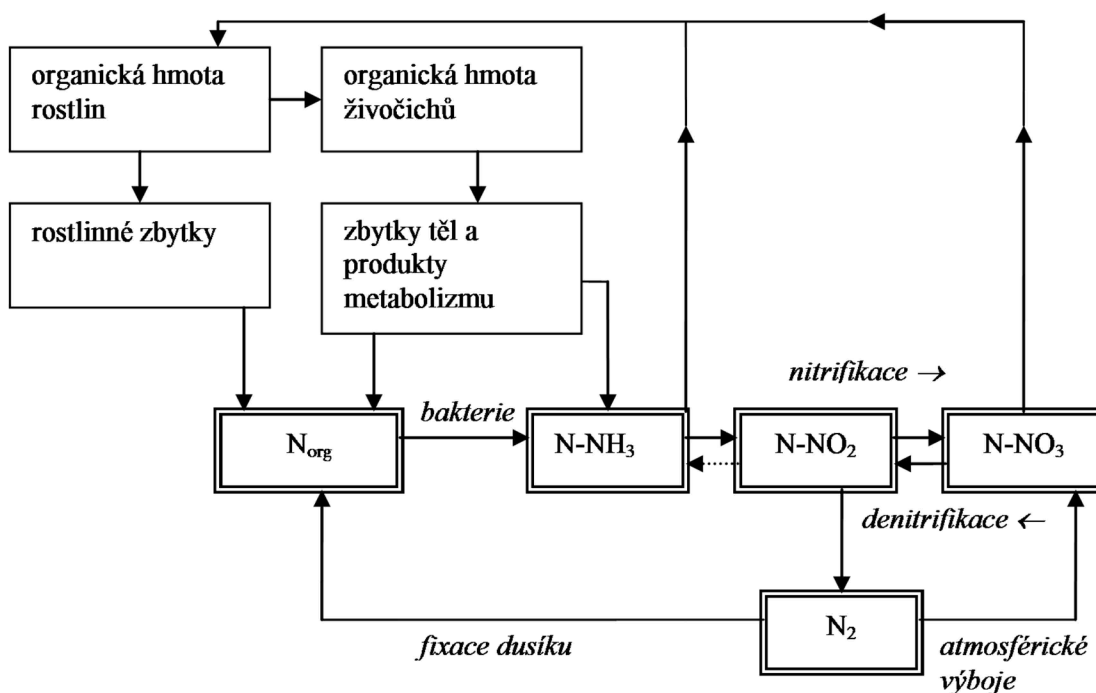 organická hmota
rostlin
organická hmota
živočichů
rostlinné zbytky
zbytky těl a
produkty
metabolizmu
nitrifikace →
bakterie
Norg
N-NH3
N-NO2
N-NO3
denitrifikace ←
N2
fixace dusíku
atmosférické
výboje